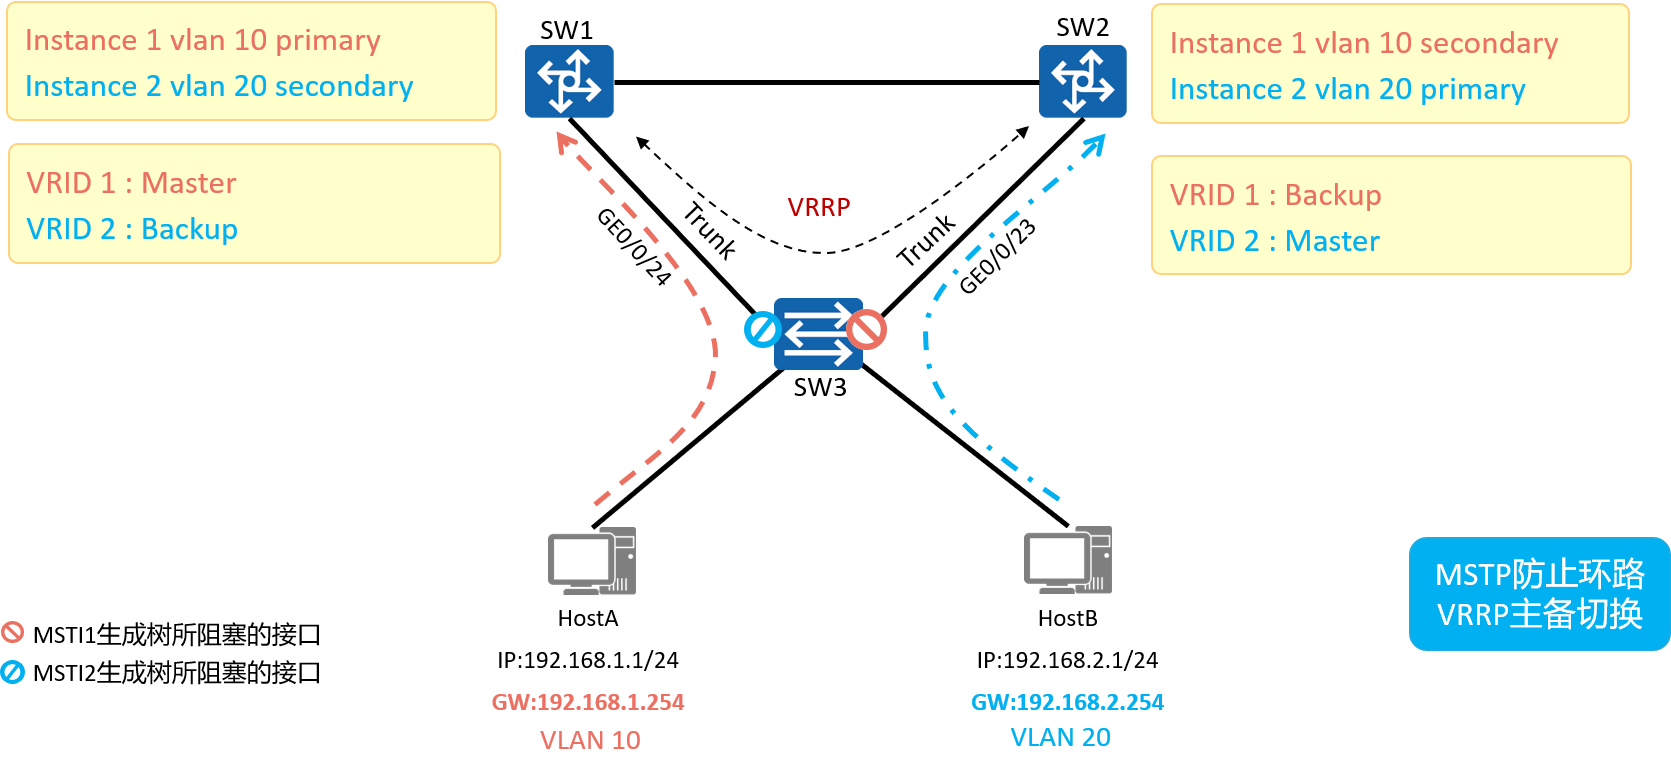 Instance 1 vlan 10 primary
Instance 2 vlan 20 secondary
SW1
SW2
Instance 1 vlan 10 secondary
Instance 2 vlan 20 primary
VRID 1 : Master
VRID 2 : Backup
VRRP
Trunk
GE0/0/24
Trunk
GE0/0/23
VRID 1 : Backup
VRID 2 : Master
SW3
HostA
IP:192.168.1.1/24
GW:192.168.1.254
VLAN 10
HostB
IP:192.168.2.1/24
GW:192.168.2.254
VLAN 20
MSTI1生成树所阻塞的接口
MSTI2生成树所阻塞的接口
MSTP防止环路
VRRP主备切换